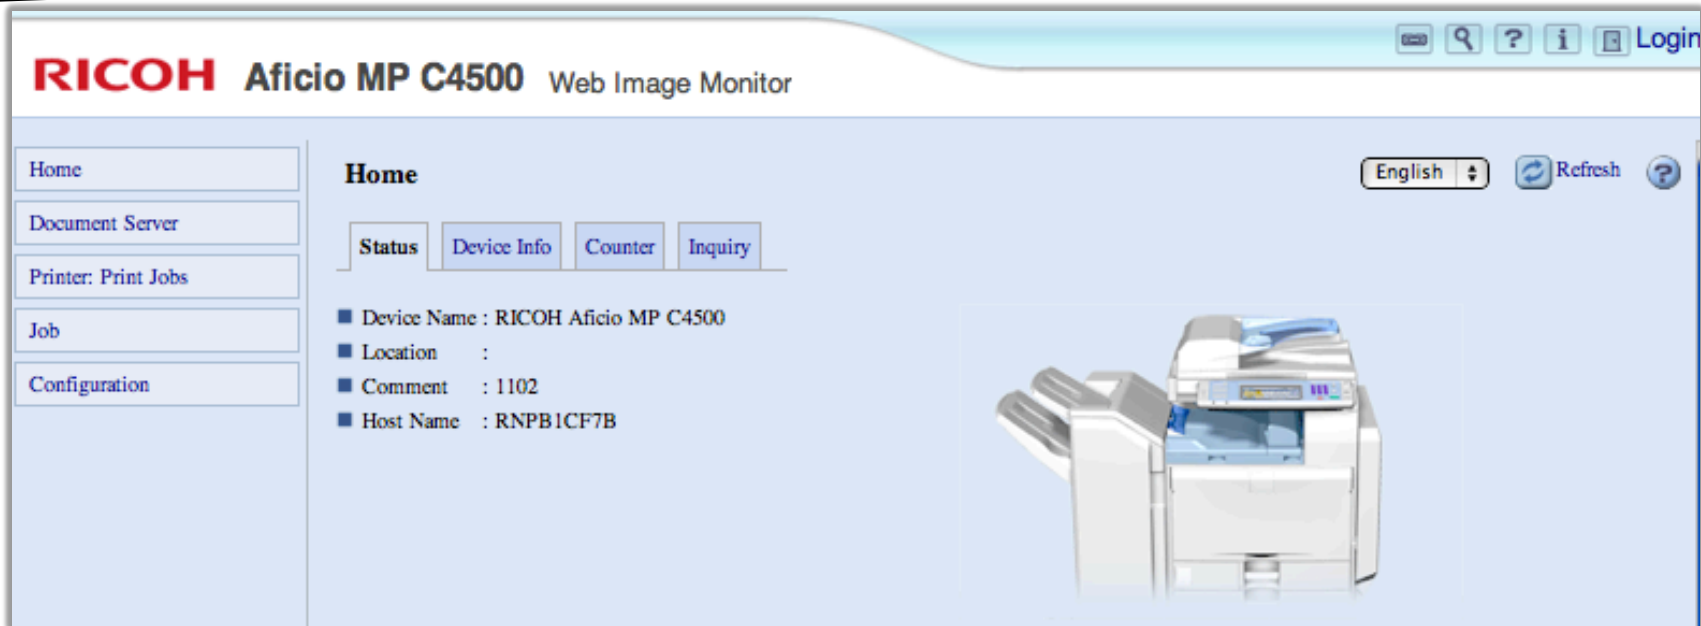 Login
RICOH Aficio MP C4500 Web Image Monitor
Home
Document Server
Printer: Print Jobs
Job
Configuration
Home
English
Refresh
Status Device Info Counter Inquiry
Device Name : RICOH Aficio MP C4500
Location :
Comment : 1102
Host Name : RNPB1CF7B